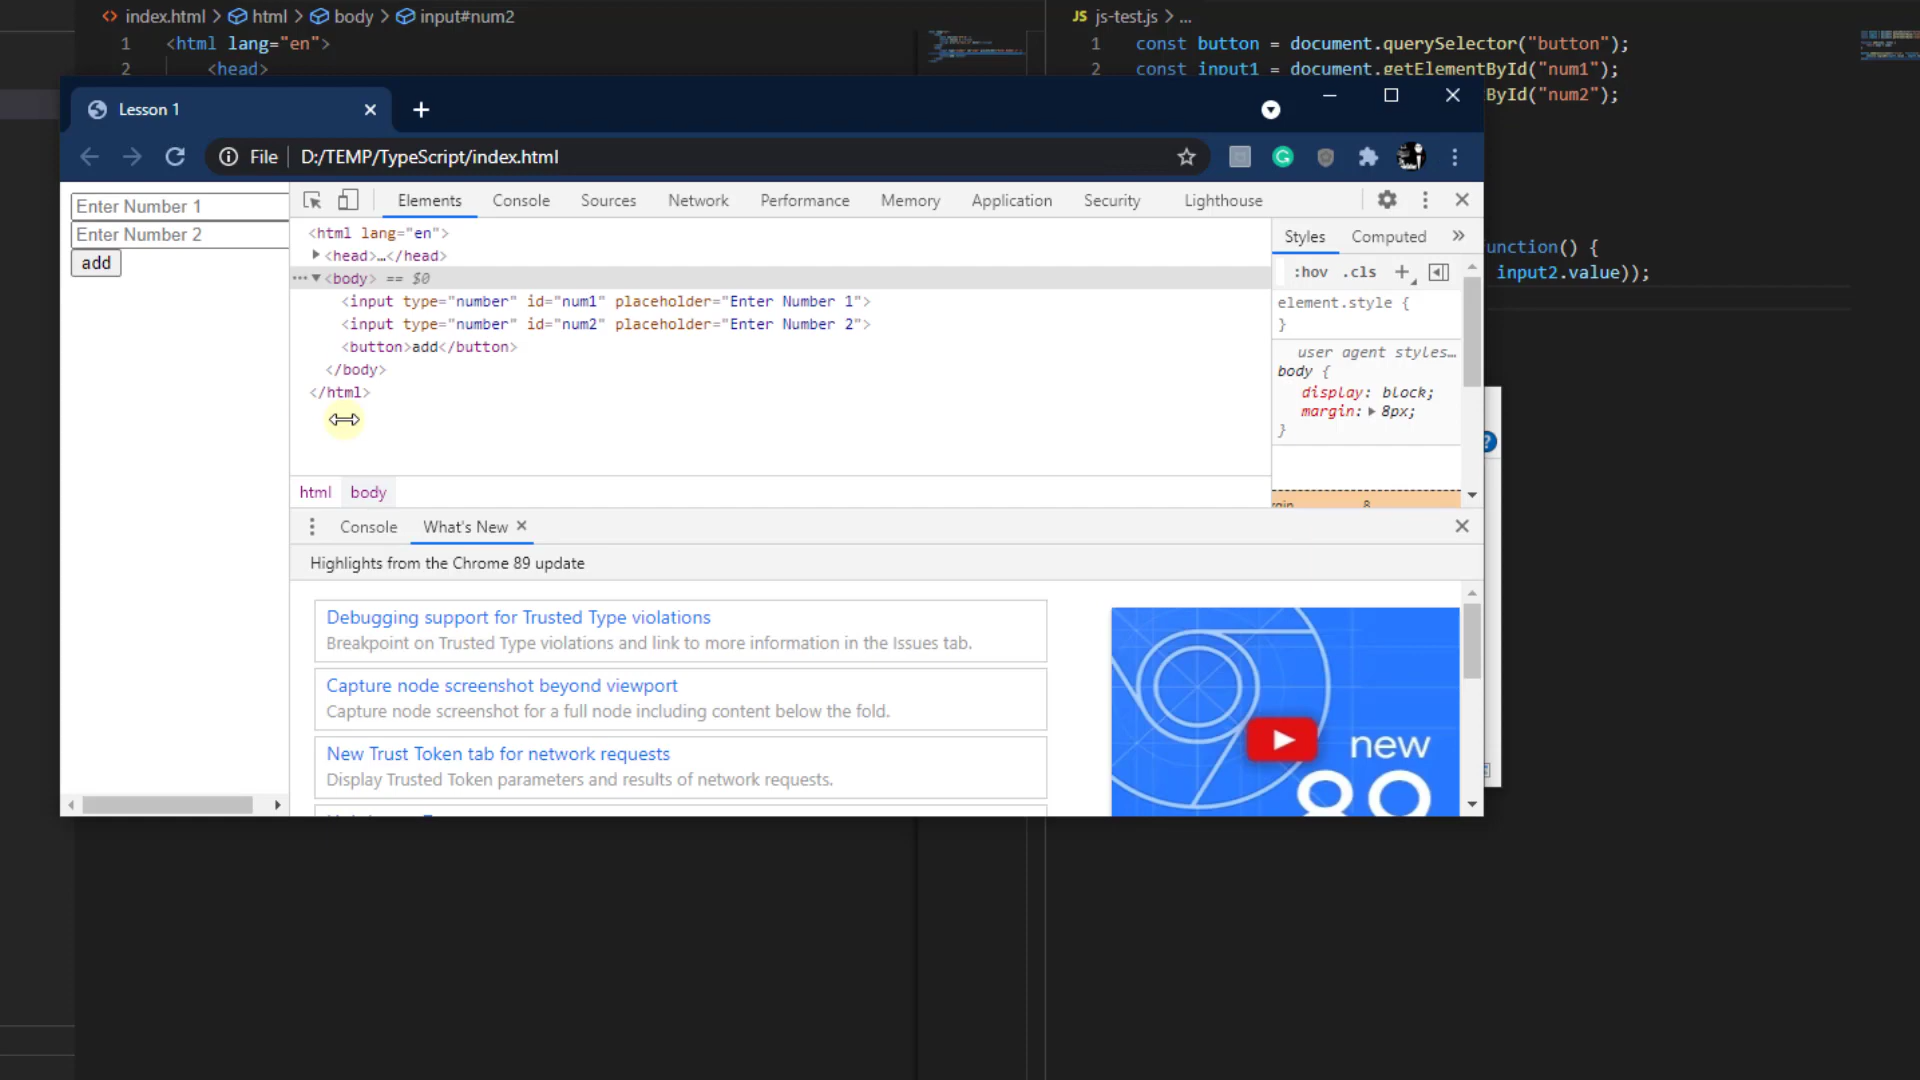 index.html > html > body > input#num2
1 <html lang="en">
2 <head>
JS js-test.js > ...
1 const button = document.querySelector("button");
2 const input1 = document.getElementById("num1");
ById("num2");
unction() {
input2.value));
Lesson 1
File D:/TEMP/TypeScript/index.html
Enter Number 1
Enter Number 2
add
Elements Console Sources Network Performance Memory Application Security Lighthouse
<html lang="en">
<head>…</head>
<body> == $0
<input type="number" id="num1" placeholder="Enter Number 1">
<input type="number" id="num2" placeholder="Enter Number 2">
<button>add</button>
</body>
</html>
html body
Styles Computed »
:hov .cls +
element.style {
}
user agent styles…
body {
display: block;
margin: 8px;
}
8
Console What's New
Highlights from the Chrome 89 update
Debugging support for Trusted Type violations
Breakpoint on Trusted Type violations and link to more information in the Issues tab.
Capture node screenshot beyond viewport
Capture node screenshot for a full node including content below the fold.
New Trust Token tab for network requests
Display Trusted Token parameters and results of network requests.
new
89
?